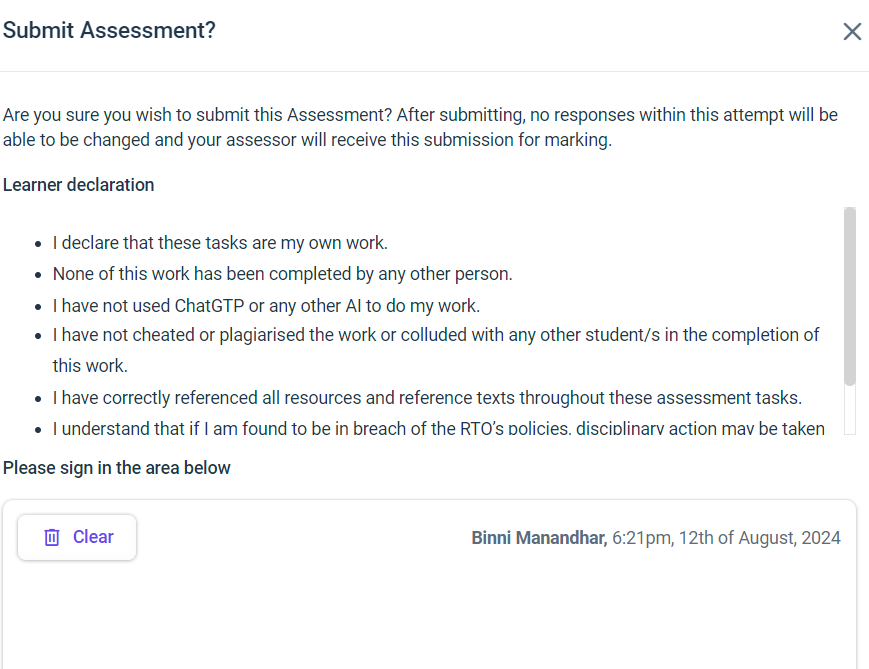 Submit Assessment?
Are you sure you wish to submit this Assessment? After submitting, no responses within this attempt will be
able to be changed and your assessor will receive this submission for marking.
Learner declaration
• I declare that these tasks are my own work.
• None of this work has been completed by any other person.
• I have not used ChatGTP or any other AI to do my work.
• I have not cheated or plagiarised the work or colluded with any other student/s in the completion of
this work.
• I have correctly referenced all resources and reference texts throughout these assessment tasks.
• I understand that if I am found to be in breach of the RTO's policies, disciplinary action may be taken
Please sign in the area below
Clear
Binni Manandhar, 6:21pm, 12th of August, 2024